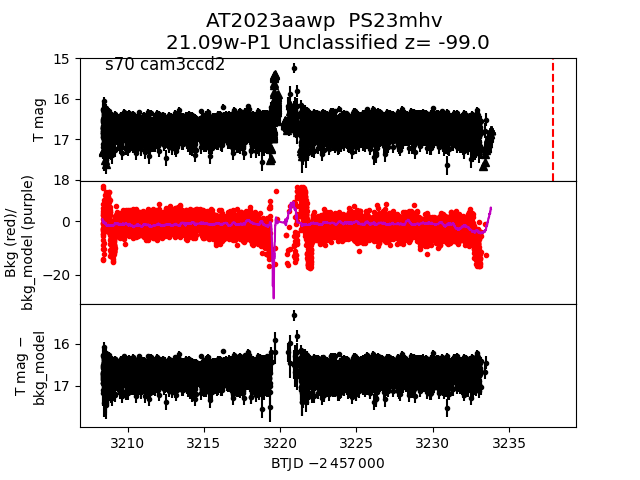 AT2023aawp  PS23mhv
21.09w-P1 Unclassified z= -99.0
s70 cam3ccd2
T mag
15
16
17
18
Bkg (red)/
bkg_model (purple)
0
−20
T mag −
bkg_model
16
17
3210
3215
3220
3225
3230
3235
BTJD −2 457 000